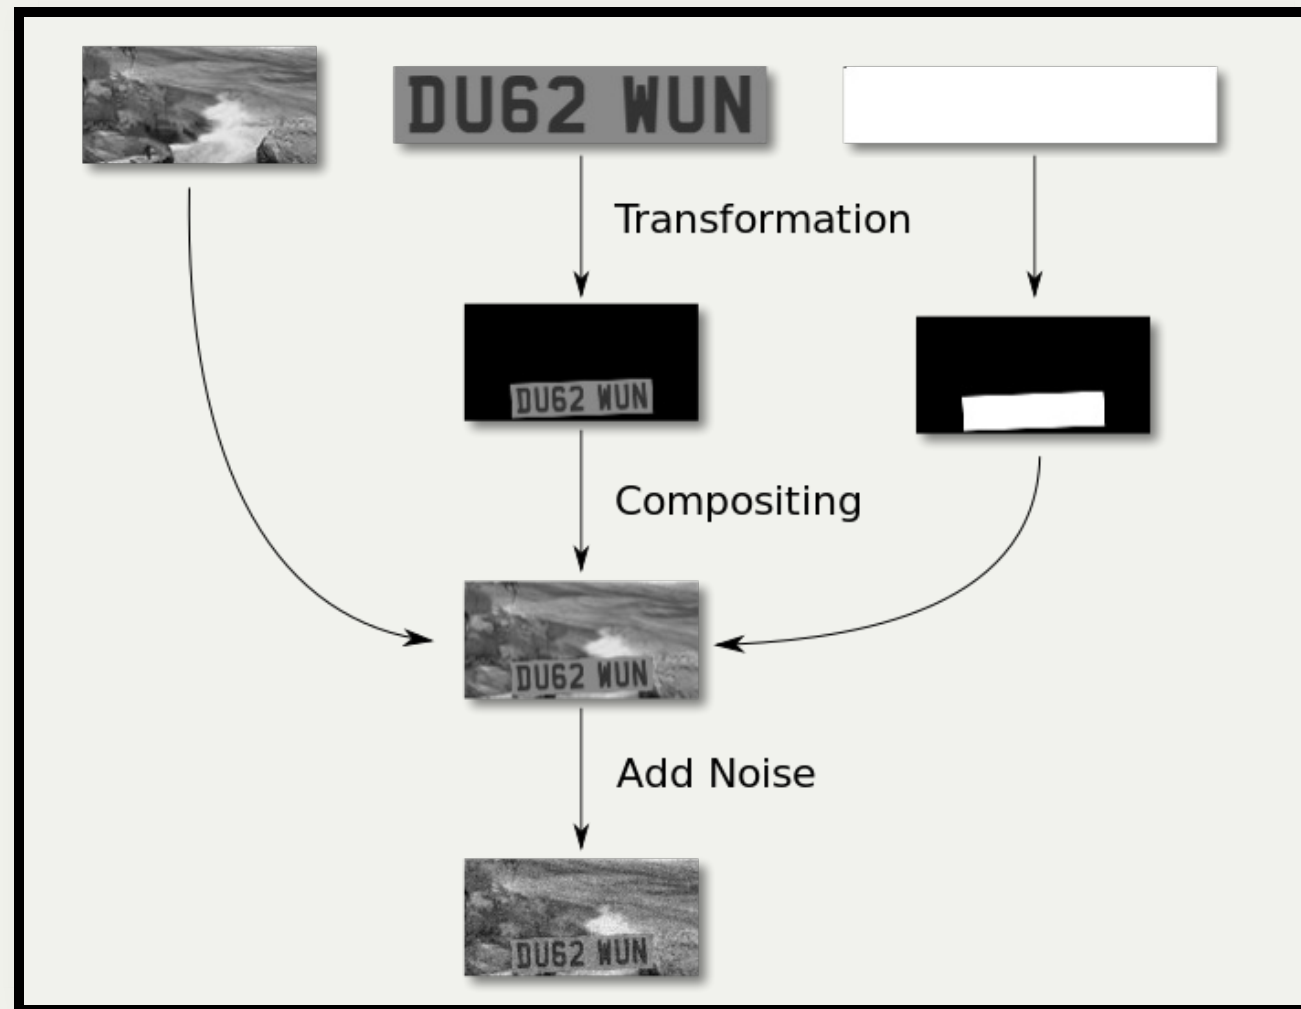 DU62 WUN
Transformation
DU62 WUN
Compositing
DU62 WUN
Add Noise
DU62 WUN